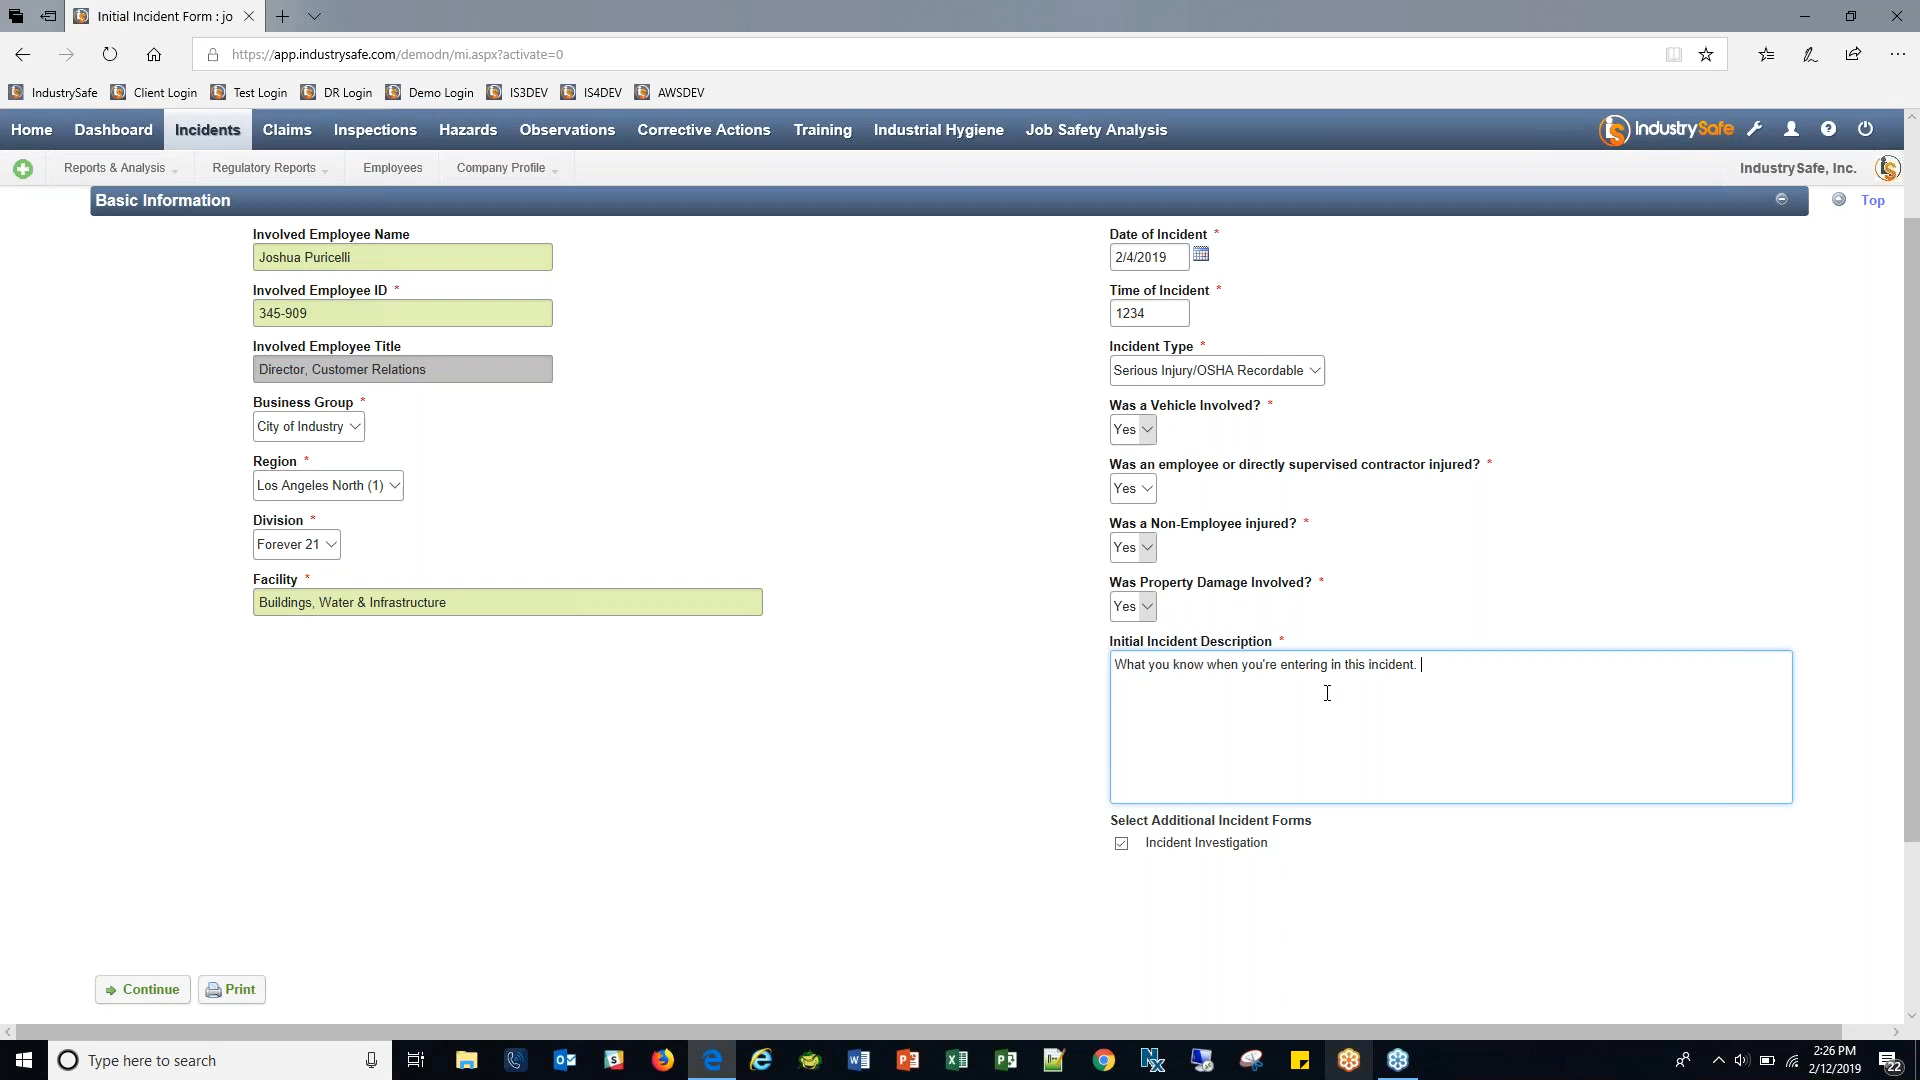 Initial Incident Form : jo
https://app.industrysafe.com/demodn/mi.aspx?activate=0
IndustrySafe Client Login Test Login DR Login Demo Login IS3DEV IS4DEV AWSDEV
Home Dashboard Incidents Claims Inspections Hazards Observations Corrective Actions Training Industrial Hygiene Job Safety Analysis IndustrySafe
Reports & Analysis Regulatory Reports Employees Company Profile IndustrySafe, Inc.
Basic Information Top
Involved Employee Name
Joshua Puricelli
Involved Employee ID *
345-909
Involved Employee Title
Director, Customer Relations
Business Group *
City of Industry
Region *
Los Angeles North (1)
Division *
Forever 21
Facility *
Buildings, Water & Infrastructure
Date of Incident *
2/4/2019
Time of Incident *
1234
Incident Type *
Serious Injury/OSHA Recordable
Was a Vehicle Involved? *
Yes
Was an employee or directly supervised contractor injured? *
Yes
Was a Non-Employee injured? *
Yes
Was Property Damage Involved? *
Yes
Initial Incident Description *
What you know when you're entering in this incident.
Select Additional Incident Forms
Incident Investigation
Continue Print
Type here to search
2:26 PM
2/12/2019
22